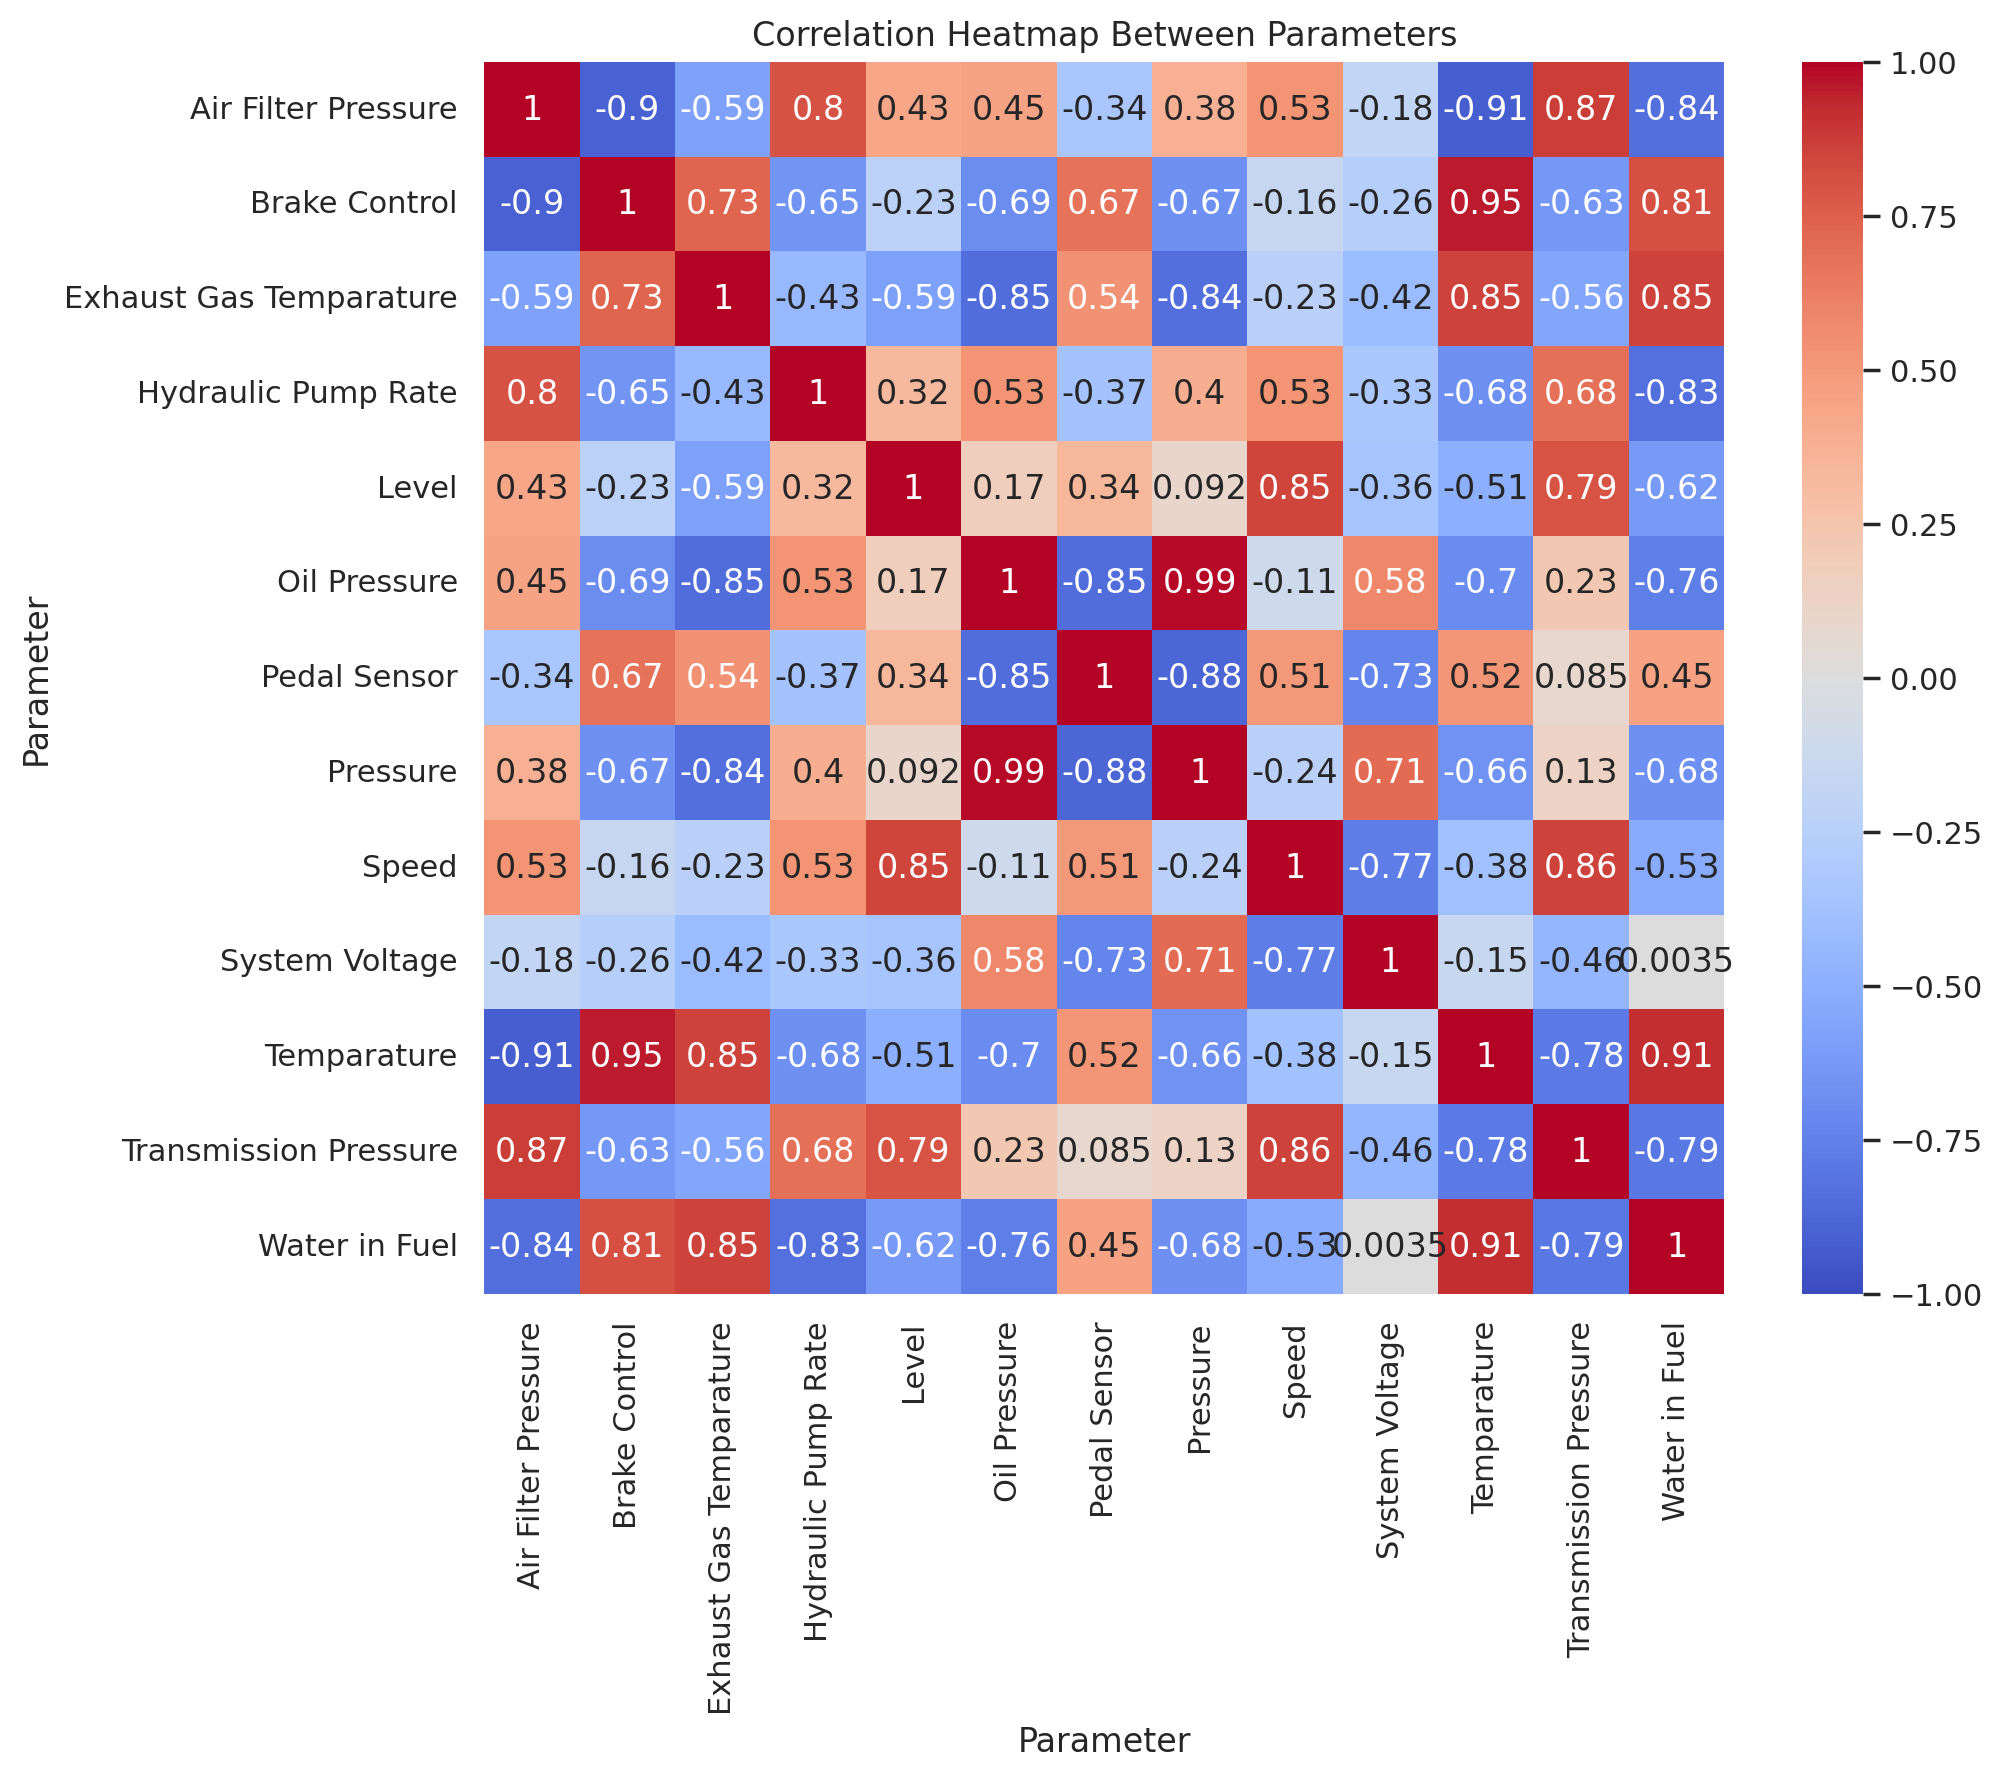 Correlation Heatmap Between Parameters
Parameter
Air Filter Pressure 1 -0.9 -0.59 0.8 0.43 0.45 -0.34 0.38 0.53 -0.18 -0.91 0.87 -0.84
Brake Control -0.9 1 0.73 -0.65 -0.23 -0.69 0.67 -0.67 -0.16 -0.26 0.95 -0.63 0.81
Exhaust Gas Temparature -0.59 0.73 1 -0.43 -0.59 -0.85 0.54 -0.84 -0.23 -0.42 0.85 -0.56 0.85
Hydraulic Pump Rate 0.8 -0.65 -0.43 1 0.32 0.53 -0.37 0.4 0.53 -0.33 -0.68 0.68 -0.83
Level 0.43 -0.23 -0.59 0.32 1 0.17 0.34 0.092 0.85 -0.36 -0.51 0.79 -0.62
Oil Pressure 0.45 -0.69 -0.85 0.53 0.17 1 -0.85 0.99 -0.11 0.58 -0.7 0.23 -0.76
Pedal Sensor -0.34 0.67 0.54 -0.37 0.34 -0.85 1 -0.88 0.51 -0.73 0.52 0.085 0.45
Pressure 0.38 -0.67 -0.84 0.4 0.092 0.99 -0.88 1 -0.24 0.71 -0.66 0.13 -0.68
Speed 0.53 -0.16 -0.23 0.53 0.85 -0.11 0.51 -0.24 1 -0.77 -0.38 0.86 -0.53
System Voltage -0.18 -0.26 -0.42 -0.33 -0.36 0.58 -0.73 0.71 -0.77 1 -0.15 -0.46 0.0035
Temparature -0.91 0.95 0.85 -0.68 -0.51 -0.7 0.52 -0.66 -0.38 -0.15 1 -0.78 0.91
Transmission Pressure 0.87 -0.63 -0.56 0.68 0.79 0.23 0.085 0.13 0.86 -0.46 -0.78 1 -0.79
Water in Fuel -0.84 0.81 0.85 -0.83 -0.62 -0.76 0.45 -0.68 -0.53 0.0035 0.91 -0.79 1
Air Filter Pressure
Brake Control
Exhaust Gas Temparature
Hydraulic Pump Rate
Level
Oil Pressure
Pedal Sensor
Pressure
Speed
System Voltage
Temparature
Transmission Pressure
Water in Fuel
Parameter
1.00
0.75
0.50
0.25
0.00
−0.25
−0.50
−0.75
−1.00